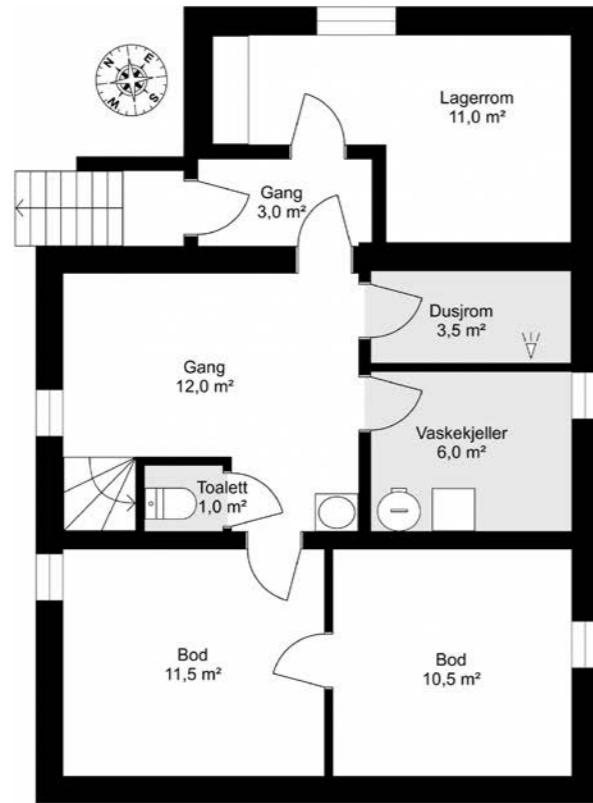 N
E
W
S
Lagerrom
11,0 m²
Gang
3,0 m²
Dusjrom
3,5 m²
Gang
12,0 m²
Vaskekjeller
6,0 m²
Toalett
1,0 m²
Bod
11,5 m²
Bod
10,5 m²